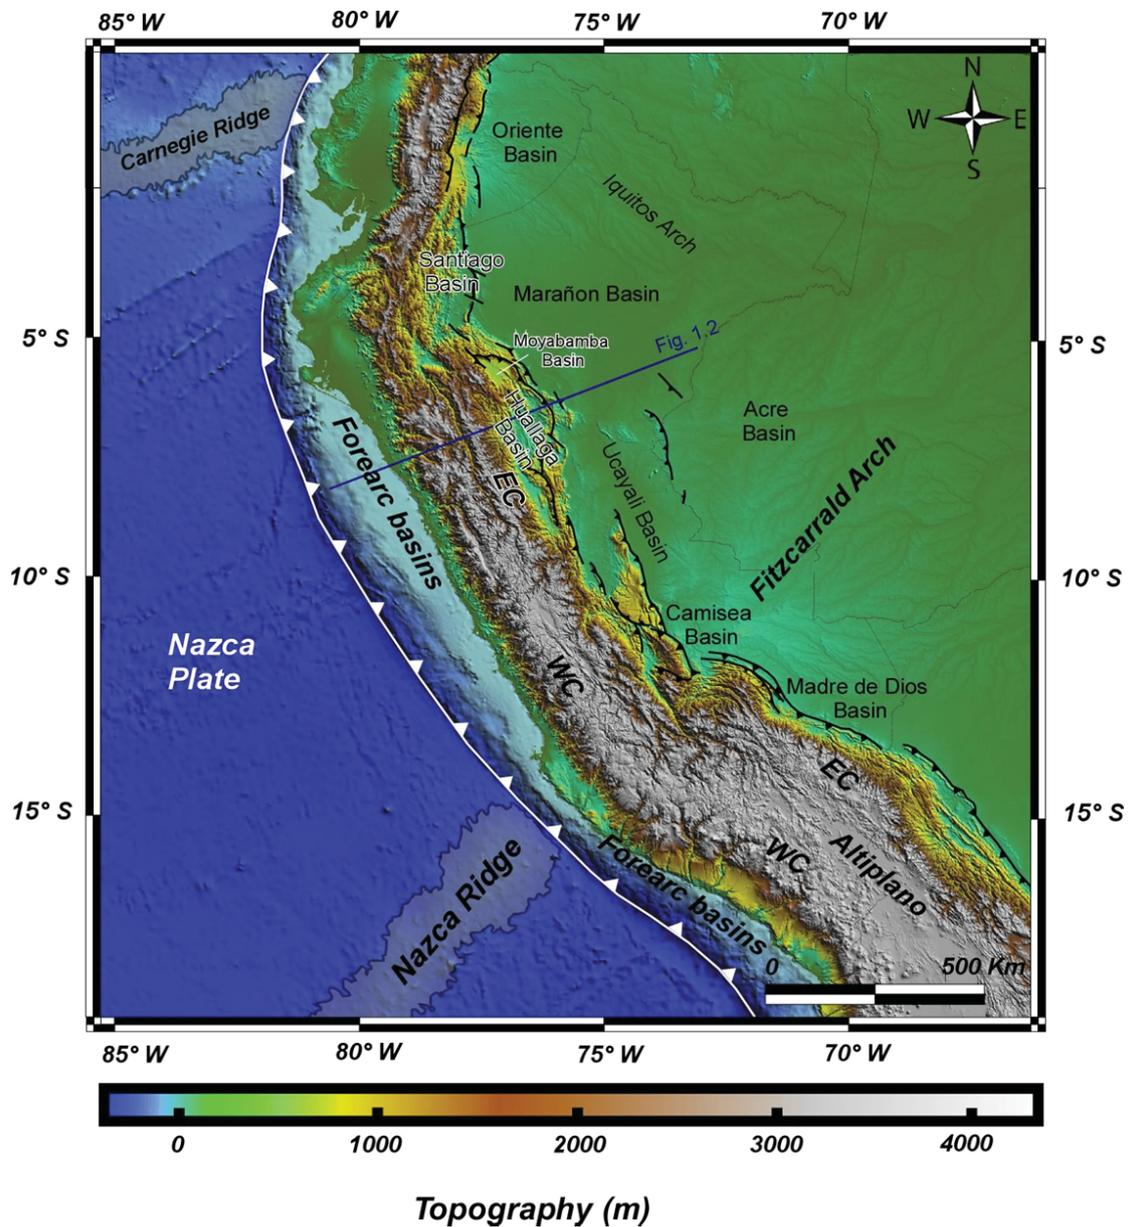 85° W 80° W 75° W 70° W
N
W E
S
Carnegie Ridge
Oriente
Basin
Iquitos Arch
Santiago
Basin
Marañon Basin
5° S 5° S
Fig. 1.2
Moyabamba
Basin
Huallaga
Basin
Acre
Basin
Forearc basins
EC
Ucayali Basin
Fitzcarrald Arch
10° S 10° S
Camisea
Basin
Nazca
Plate
WC
Madre de Dios
Basin
EC
15° S 15° S
Nazca Ridge
Forearc basins
WC
Altiplano
0 500 Km
85° W 80° W 75° W 70° W
0 1000 2000 3000 4000
Topography (m)